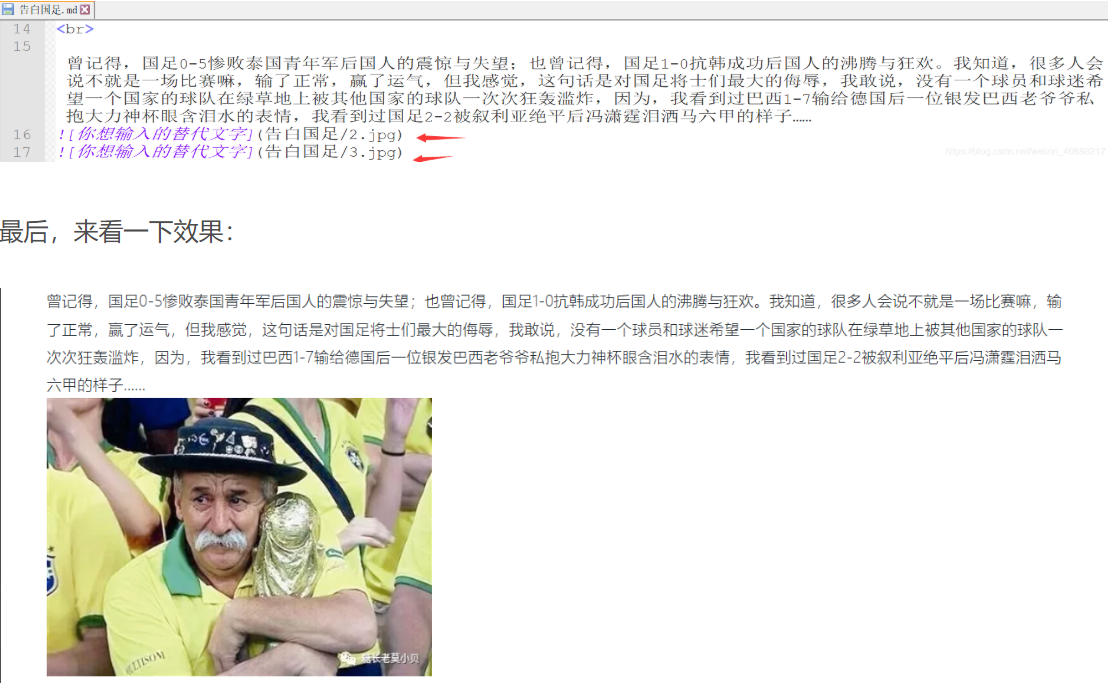 告白国足.md
14 <br>
15
曾记得，国足0-5惨败泰国青年军后国人的震惊与失望；也曾记得，国足1-0抗韩成功后国人的沸腾与狂欢。我知道，很多人会
说不就是一场比赛嘛，输了正常，赢了运气，但我感觉，这句话是对国足将士们最大的侮辱，我敢说，没有一个球员和球迷希
望一个国家的球队在绿草地上被其他国家的球队一次次狂轰滥炸，因为，我看到过巴西1-7输给德国后一位银发巴西老爷爷私
抱大力神杯眼含泪水的表情，我看到过国足2-2被叙利亚绝平后冯潇霆泪洒马六甲的样子……
16 ![你想输入的替代文字](告白国足/2.jpg)
17 ![你想输入的替代文字](告白国足/3.jpg)
最后，来看一下效果：
曾记得，国足0-5惨败泰国青年军后国人的震惊与失望；也曾记得，国足1-0抗韩成功后国人的沸腾与狂欢。我知道，很多人会说不就是一场比赛嘛，输
了正常，赢了运气，但我感觉，这句话是对国足将士们最大的侮辱，我敢说，没有一个球员和球迷希望一个国家的球队在绿草地上被其他国家的球队一
次次狂轰滥炸，因为，我看到过巴西1-7输给德国后一位银发巴西老爷爷私抱大力神杯眼含泪水的表情，我看到过国足2-2被叙利亚绝平后冯潇霆泪洒马
六甲的样子……
MULTISOM
长老莫小贝